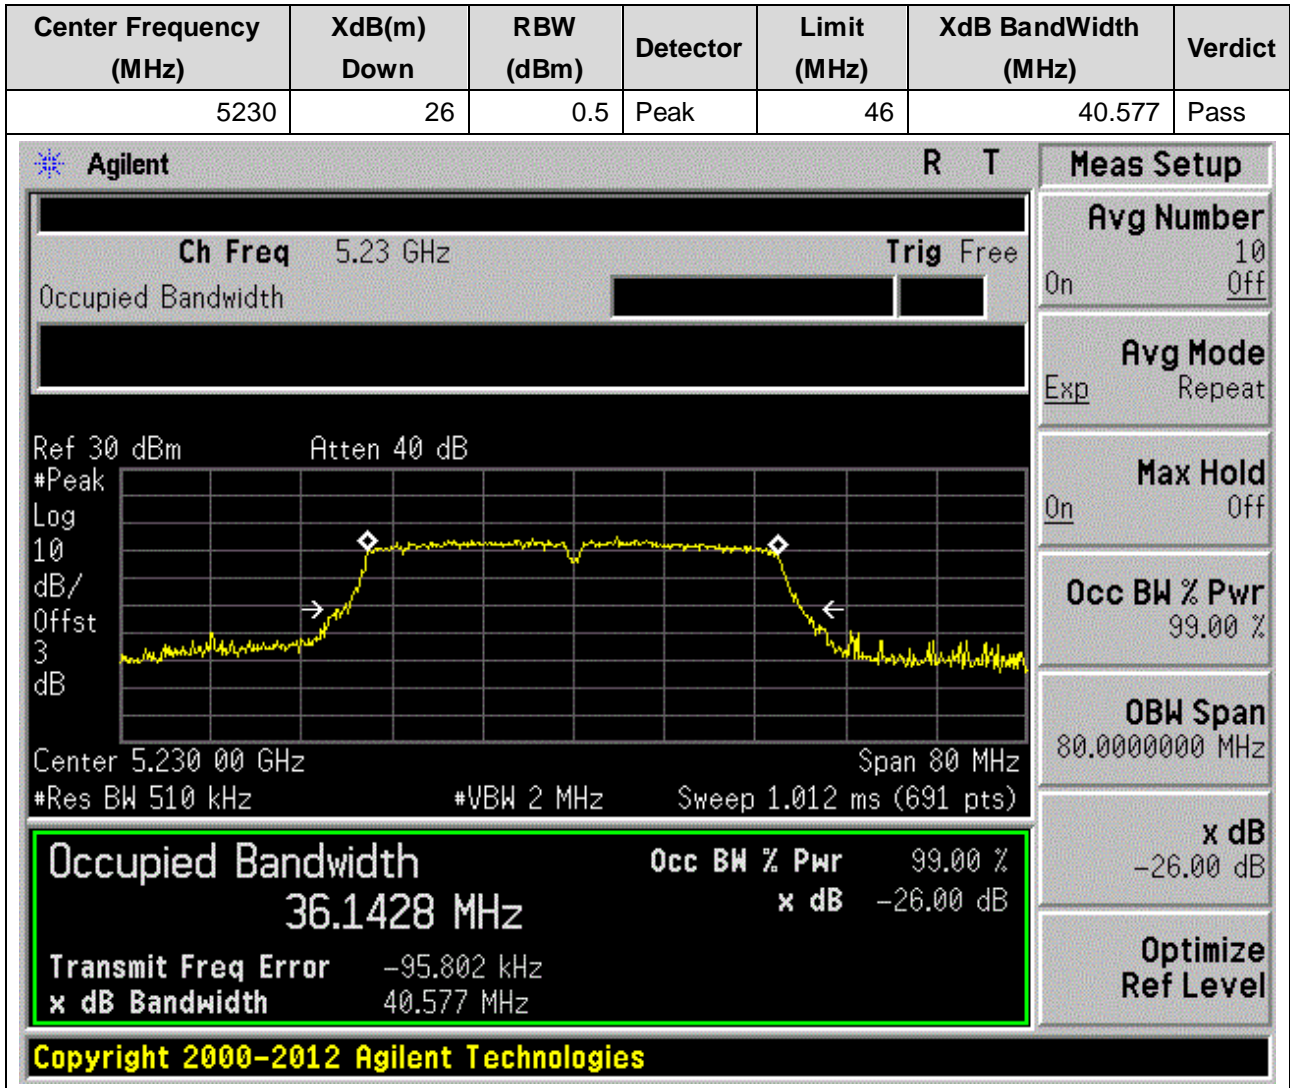 Center Frequency (MHz) XdB(m) Down RBW (dBm) Detector Limit (MHz) XdB BandWidth (MHz) Verdict
5230 26 0.5 Peak 46 40.577 Pass
Agilent R T
Ch Freq 5.23 GHz Trig Free
Occupied Bandwidth
Ref 30 dBm Atten 40 dB
#Peak
Log
10
dB/
Offst
3
dB
Center 5.230 00 GHz Span 80 MHz
#Res BW 510 kHz #VBW 2 MHz Sweep 1.012 ms (691 pts)
Occupied Bandwidth
36.1428 MHz
Occ BW % Pwr 99.00 %
x dB -26.00 dB
Transmit Freq Error -95.802 kHz
x dB Bandwidth 40.577 MHz
Copyright 2000-2012 Agilent Technologies
Meas Setup
Avg Number
10
On Off
Avg Mode
Exp Repeat
Max Hold
On Off
Occ BW % Pwr
99.00 %
OBW Span
80.0000000 MHz
x dB
-26.00 dB
Optimize
Ref Level